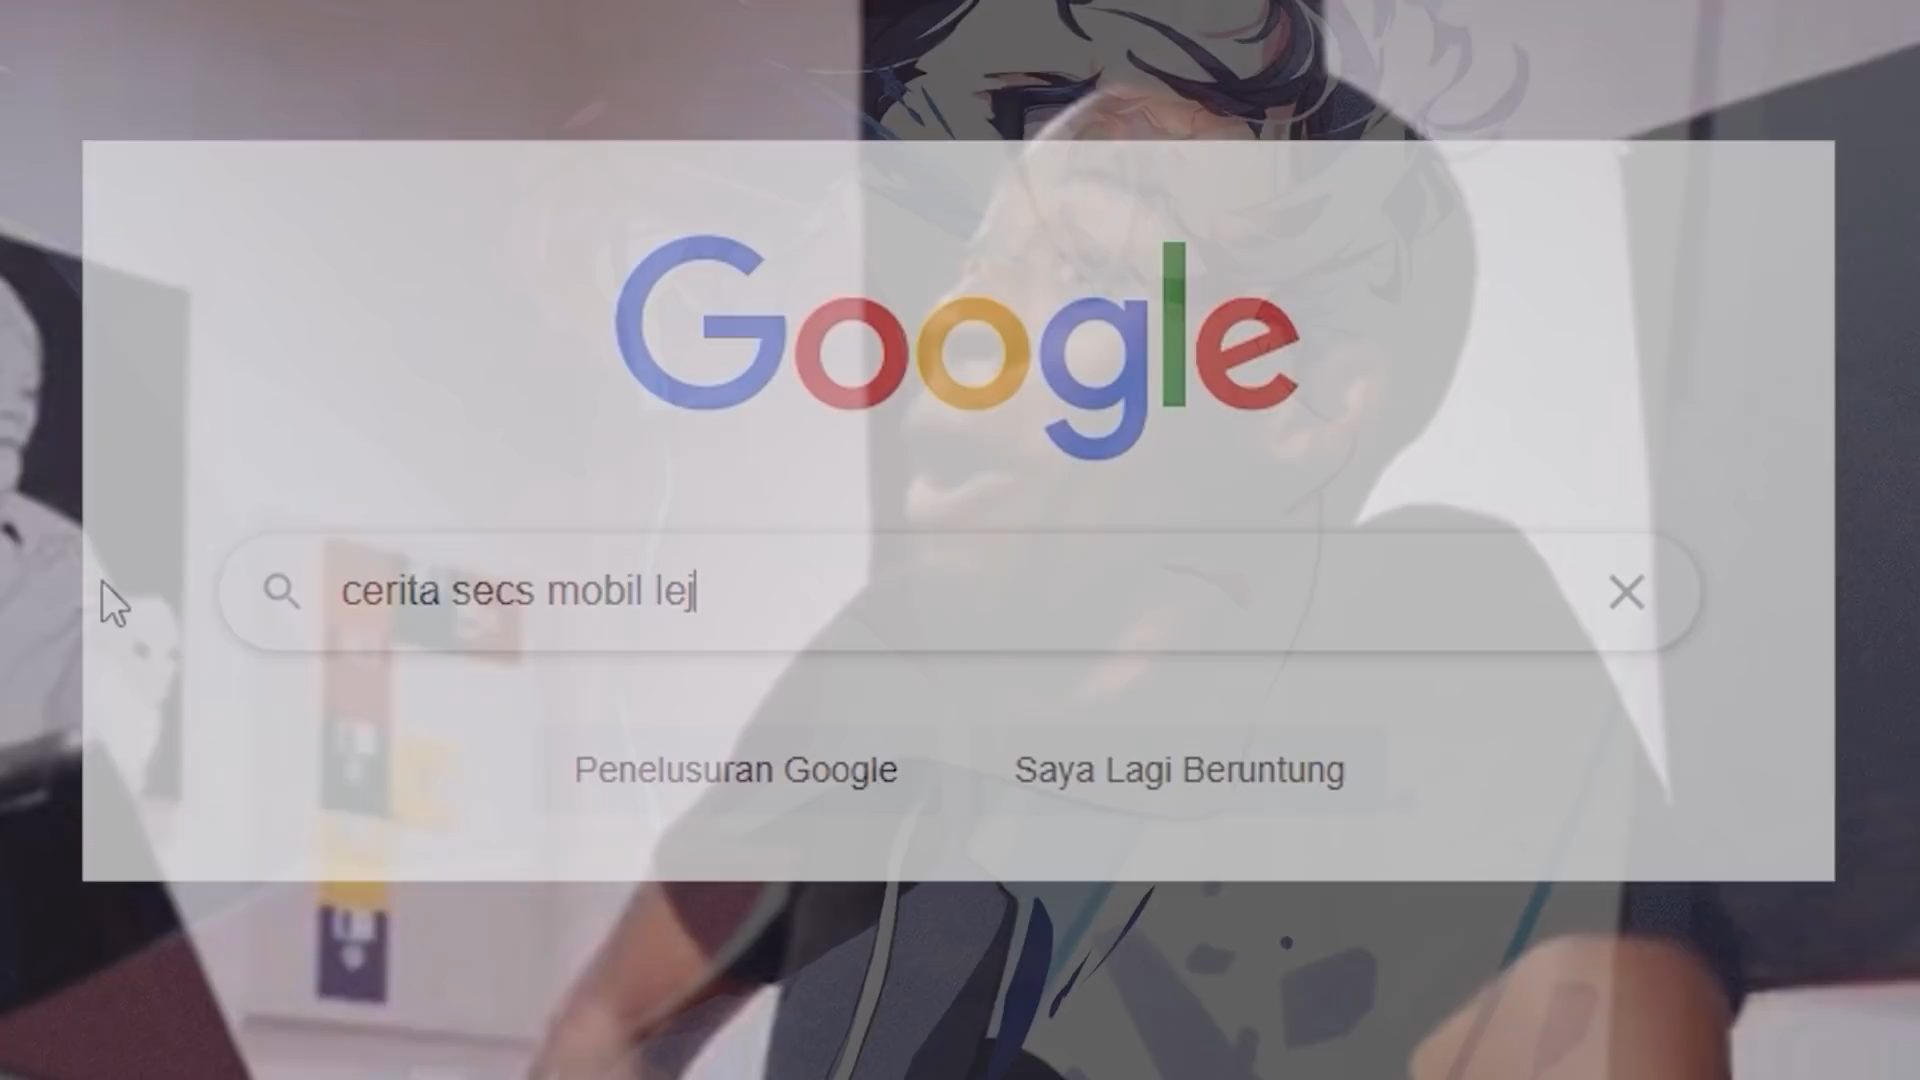 Google
cerita secs mobil lej
Penelusuran Google
Saya Lagi Beruntung